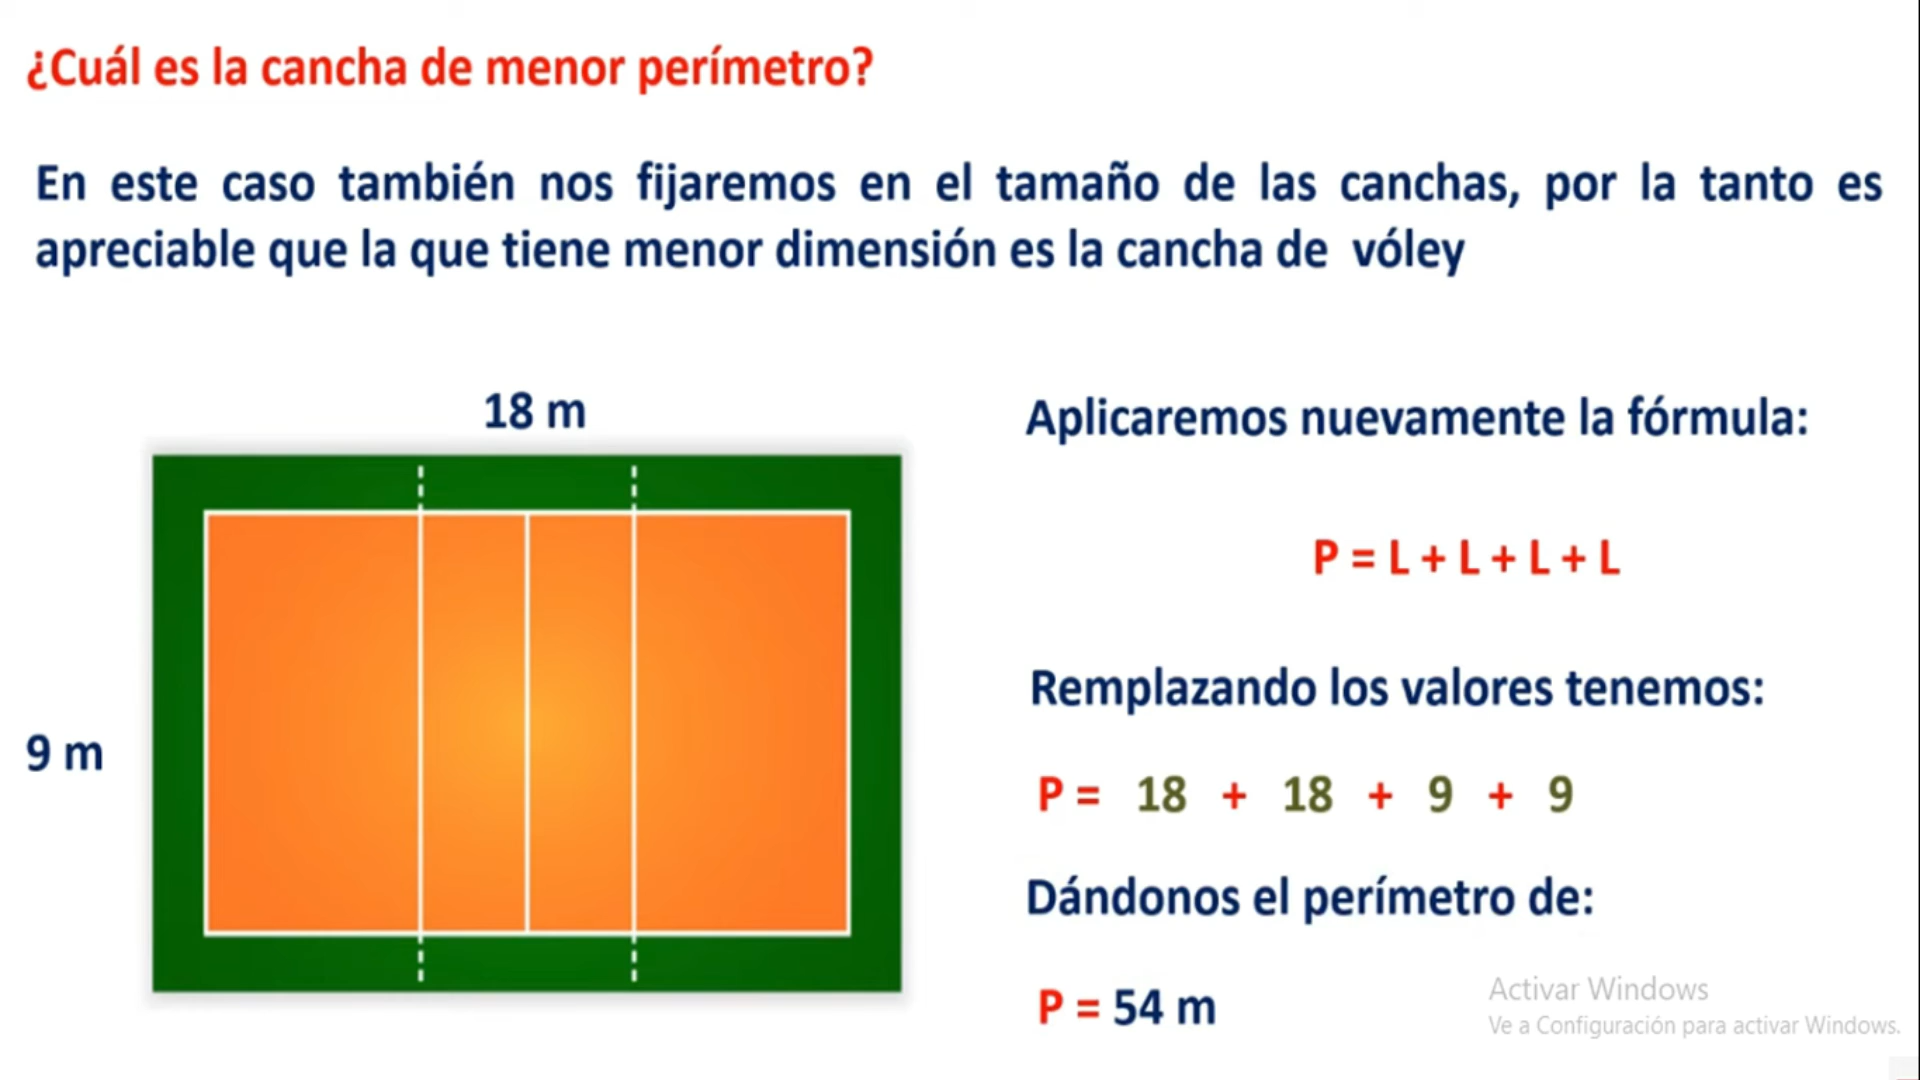 ¿Cuál es la cancha de menor perímetro?
En este caso también nos fijaremos en el tamaño de las canchas, por la tanto es
apreciable que la que tiene menor dimensión es la cancha de vóley
18 m
9 m
Aplicaremos nuevamente la fórmula:
P = L + L + L + L
Remplazando los valores tenemos:
P = 18 + 18 + 9 + 9
Dándonos el perímetro de:
P = 54 m
Activar Windows
Ve a Configuración para activar Windows.